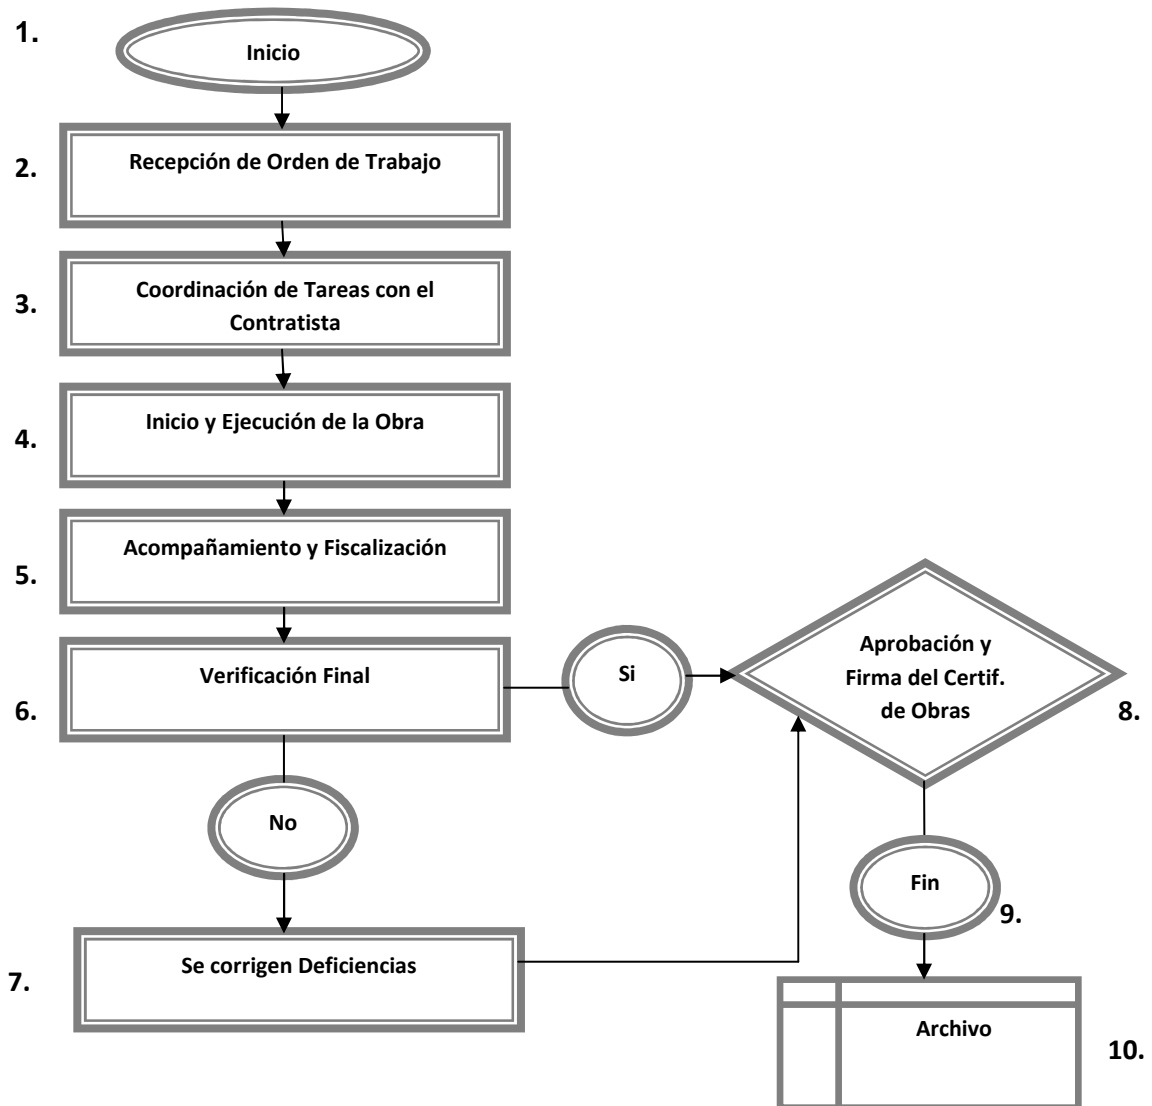 1.
Inicio
2.
Recepción de Orden de Trabajo
3.
Coordinación de Tareas con el
Contratista
4.
Inicio y Ejecución de la Obra
5.
Acompañamiento y Fiscalización
6.
Verificación Final
Si
Aprobación y
Firma del Certif.
de Obras
8.
No
Fin
9.
7.
Se corrigen Deficiencias
Archivo
10.